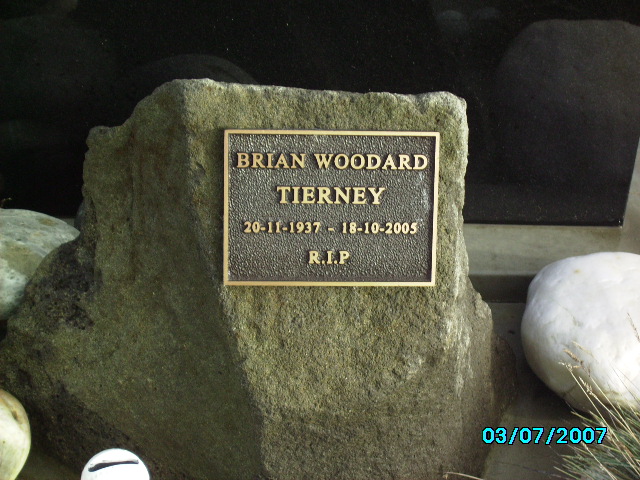 BRIAN WOODARD
TIERNEY
20-11-1937 - 18-10-2005
R.I.P
03/07/2007